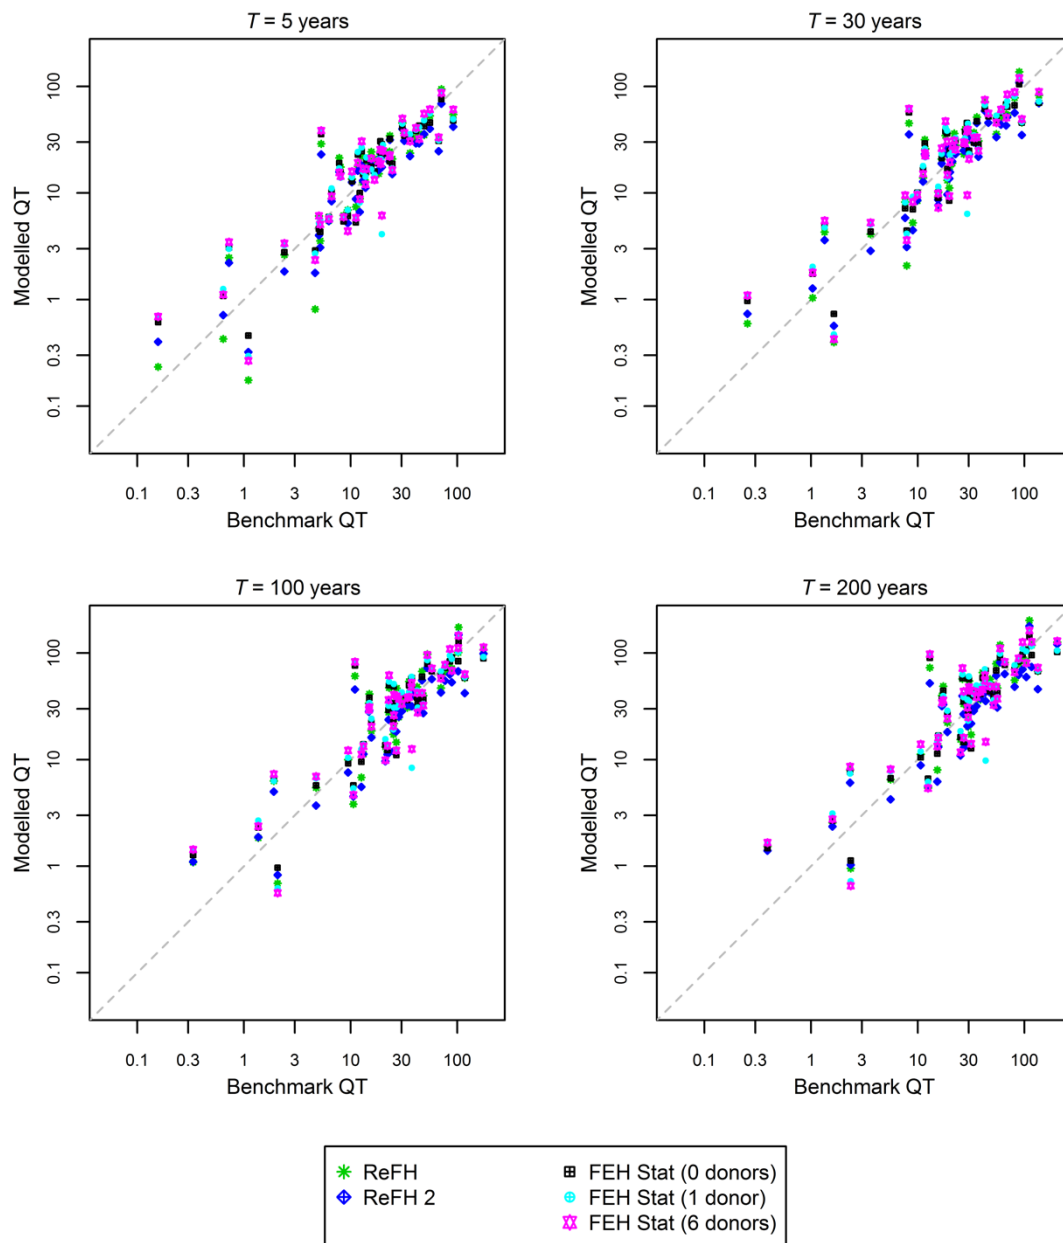 T = 5 years
T = 30 years
Modelled QT
100
30
10
3
1
0.3
0.1
0.1 0.3 1 3 10 30 100
Benchmark QT
Modelled QT
100
30
10
3
1
0.3
0.1
0.1 0.3 1 3 10 30 100
Benchmark QT
T = 100 years
T = 200 years
Modelled QT
100
30
10
3
1
0.3
0.1
0.1 0.3 1 3 10 30 100
Benchmark QT
Modelled QT
100
30
10
3
1
0.3
0.1
0.1 0.3 1 3 10 30 100
Benchmark QT
ReFH
ReFH 2
FEH Stat (0 donors)
FEH Stat (1 donor)
FEH Stat (6 donors)